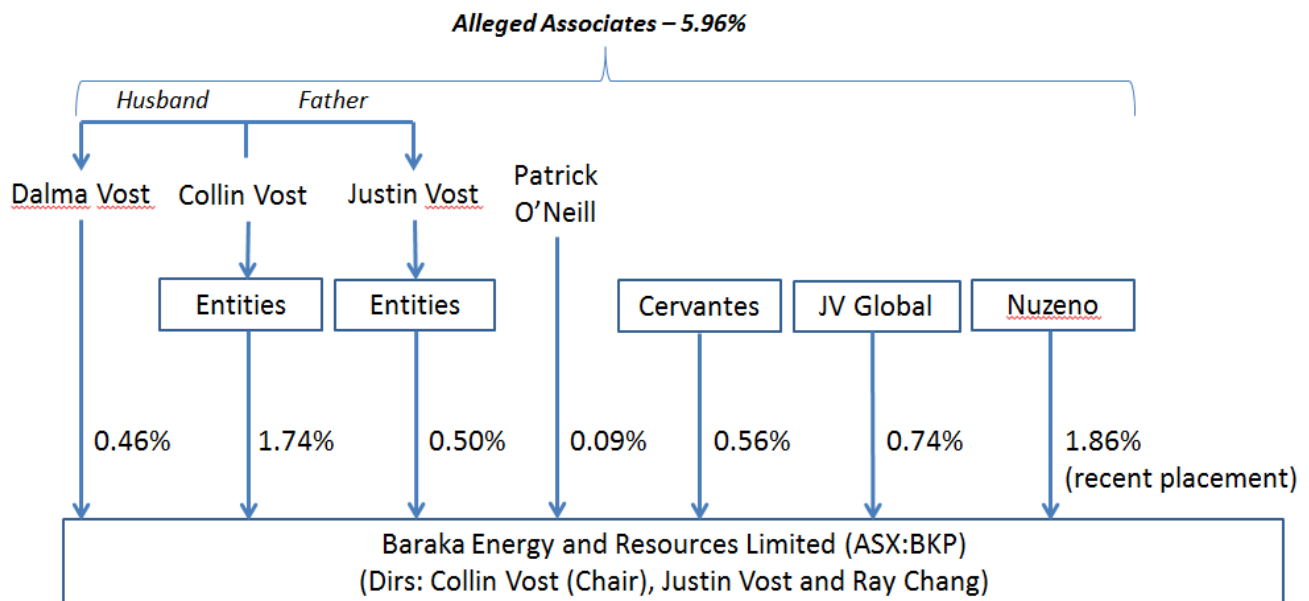 Alleged Associates – 5.96%
Husband Father
Dalma Vost Collin Vost Justin Vost Patrick
O’Neill
Entities Entities Cervantes JV Global Nuzeno
0.46% 1.74% 0.50% 0.09% 0.56% 0.74% 1.86%
(recent placement)
Baraka Energy and Resources Limited (ASX:BKP)
(Dirs: Collin Vost (Chair), Justin Vost and Ray Chang)